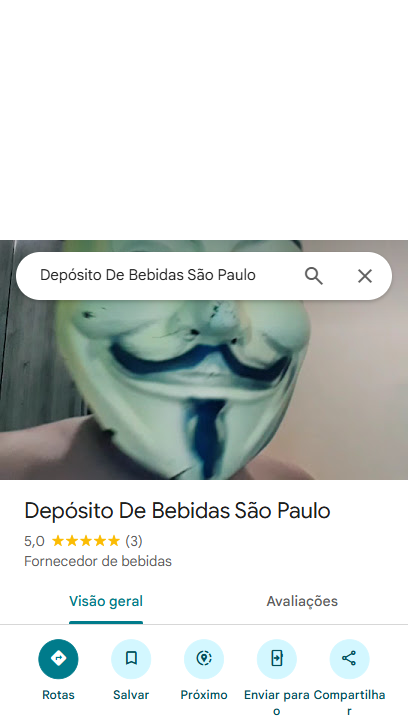 Depósito De Bebidas São Paulo
Depósito De Bebidas São Paulo
5,0 ★★★★★ (3)
Fornecedor de bebidas
Visão geral Avaliações
Rotas Salvar Próximo Enviar para Compartilha
o r